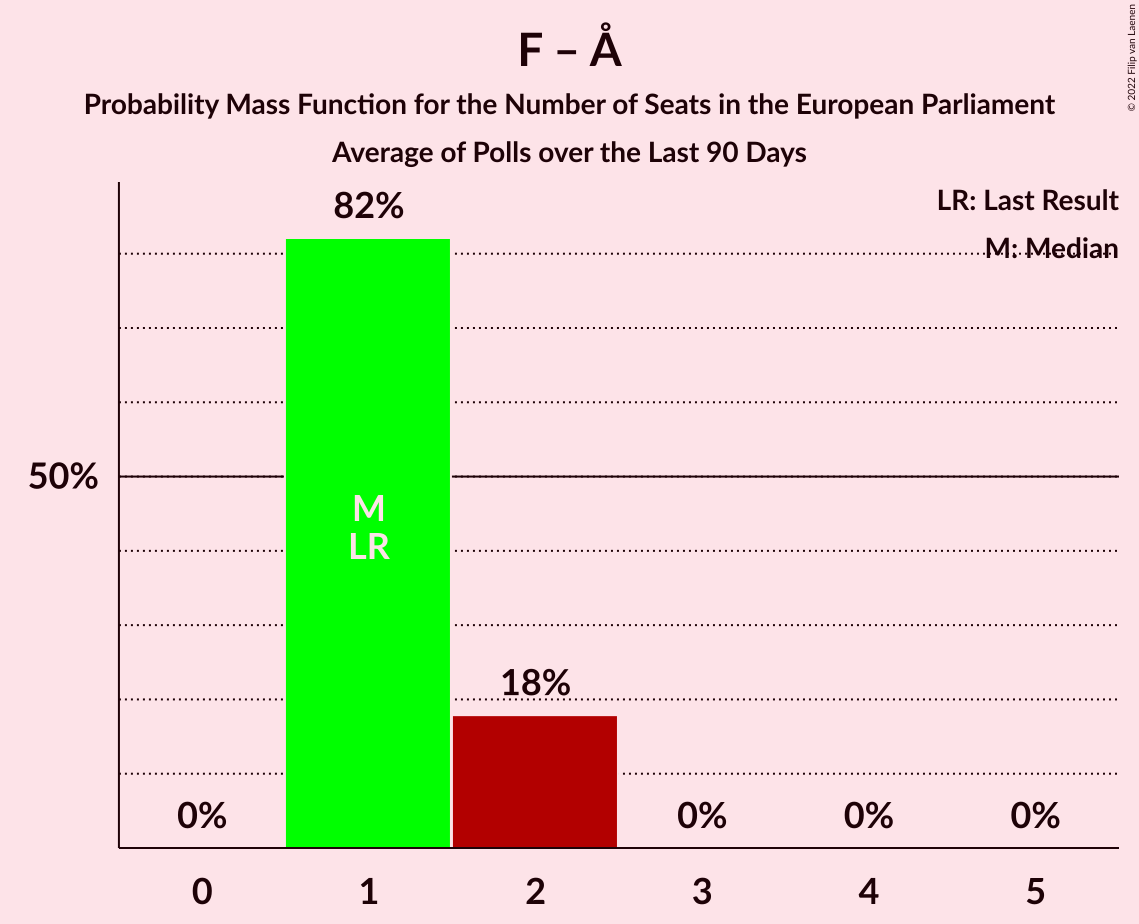 F – Å
Probability Mass Function for the Number of Seats in the European Parliament
Average of Polls over the Last 90 Days
© 2022 Filip van Laenen
LR: Last Result
M: Median
82%
50%
M
LR
18%
0%
0%
0%
0%
0
1
2
3
4
5